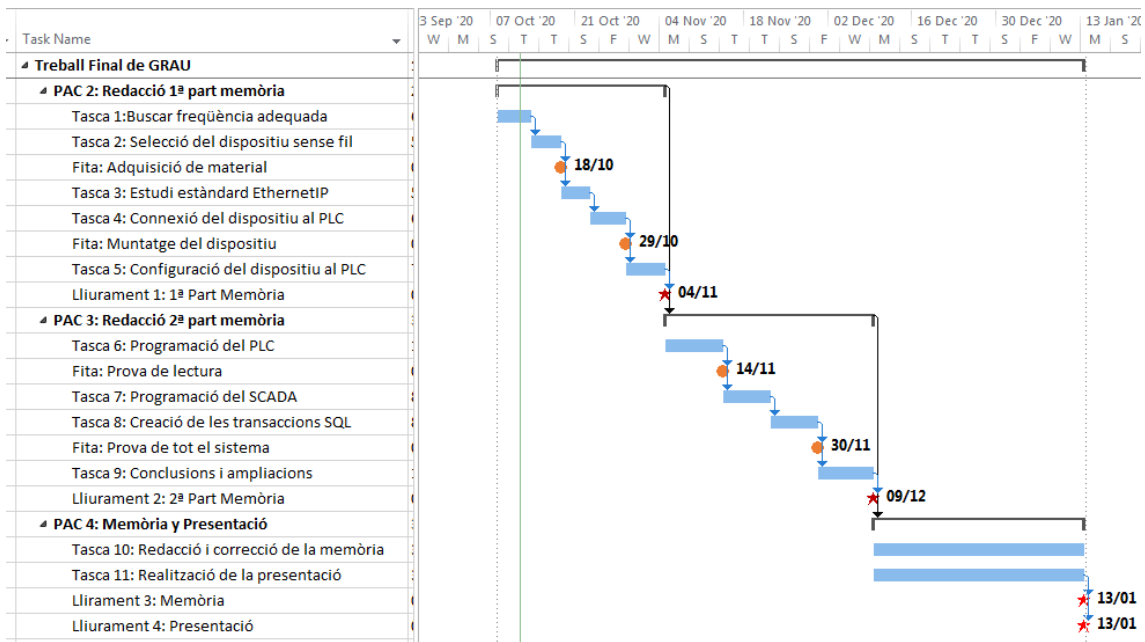 3 Sep '20 07 Oct '20 21 Oct '20 04 Nov '20 18 Nov '20 02 Dec '20 16 Dec '20 30 Dec '20 13 Jan '20
Task Name W M S T T S F W M S T T S F W M S T T S F W M S
Treball Final de GRAU
PAC 2: Redacció 1ª part memòria
Tasca 1:Buscar freqüència adequada
Tasca 2: Selecció del dispositiu sense fil
Fita: Adquisició de material 18/10
Tasca 3: Estudi estàndard EthernetIP
Tasca 4: Connexió del dispositiu al PLC
Fita: Muntatge del dispositiu 29/10
Tasca 5: Configuració del dispositiu al PLC
Lliurament 1: 1ª Part Memòria 04/11
PAC 3: Redacció 2ª part memòria
Tasca 6: Programació del PLC
Fita: Prova de lectura 14/11
Tasca 7: Programació del SCADA
Tasca 8: Creació de les transaccions SQL
Fita: Prova de tot el sistema 30/11
Tasca 9: Conclusions i ampliacions
Lliurament 2: 2ª Part Memòria 09/12
PAC 4: Memòria y Presentació
Tasca 10: Redacció i correcció de la memòria
Tasca 11: Realització de la presentació
Llirament 3: Memòria 13/01
Lliurament 4: Presentació 13/01